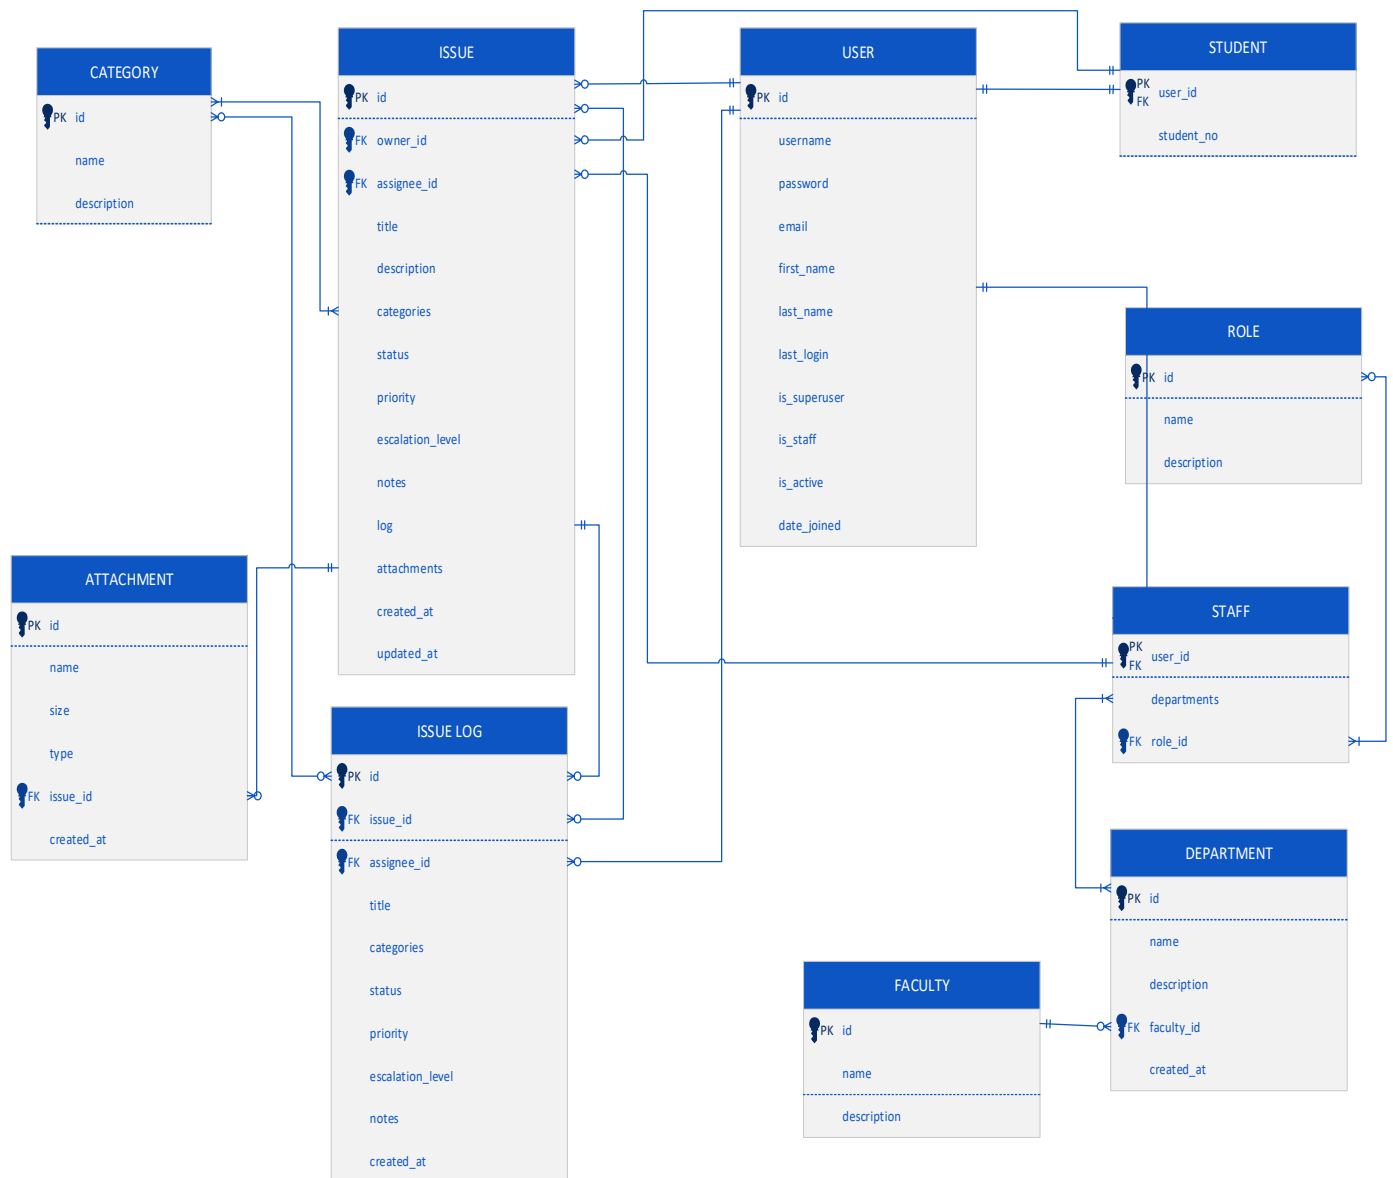 CATEGORY
PK id
name
description
ISSUE
PK id
FK owner_id
FK assignee_id
title
description
categories
status
priority
escalation_level
notes
log
attachments
created_at
updated_at
USER
PK id
username
password
email
first_name
last_name
last_login
is_superuser
is_staff
is_active
date_joined
STUDENT
PK
FK user_id
student_no
ROLE
PK id
name
description
ATTACHMENT
PK id
name
size
type
FK issue_id
created_at
ISSUE LOG
PK id
FK issue_id
FK assignee_id
title
categories
status
priority
escalation_level
notes
created_at
STAFF
PK
FK user_id
departments
FK role_id
DEPARTMENT
PK id
name
description
FK faculty_id
created_at
FACULTY
PK id
name
description